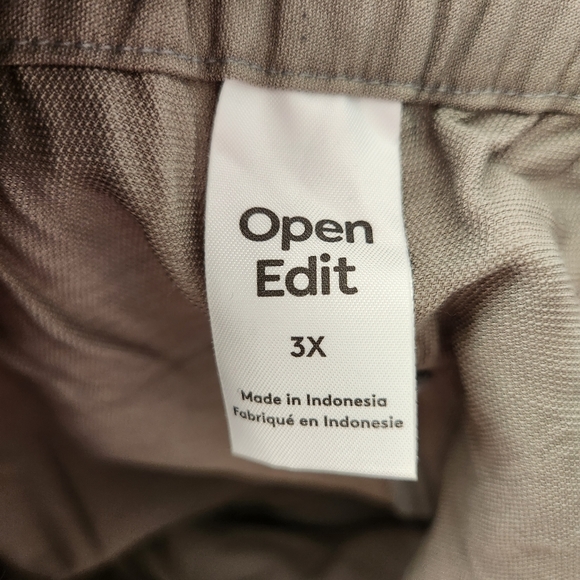 Open
Edit
3X
Made in Indonesia
Fabriqué en Indonesie